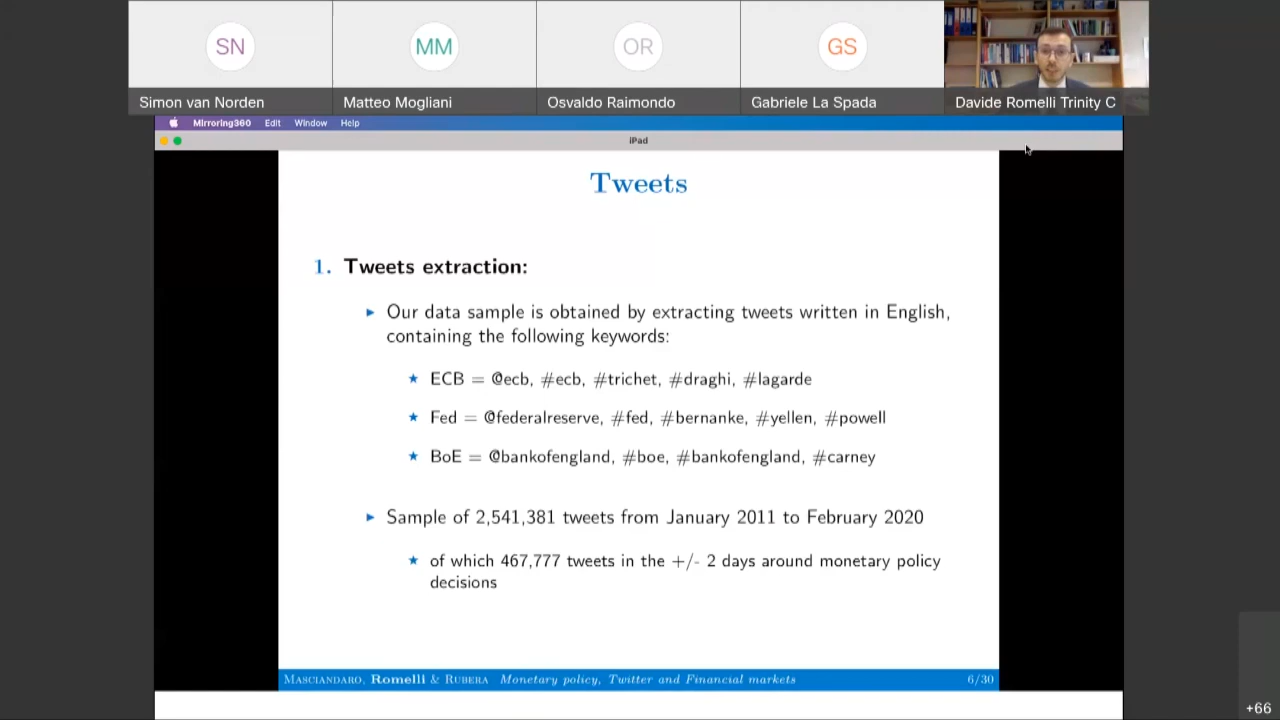 SN
MM
OR
GS
Simon van Norden
Matteo Mogliani
Osvaldo Raimondo
Gabriele La Spada
Davide Romelli Trinity C
Mirroring360 Edit Window Help
iPad
Tweets
1. Tweets extraction:
► Our data sample is obtained by extracting tweets written in English,
containing the following keywords:
★ ECB = @ecb, #ecb, #trichet, #draghi, #lagarde
★ Fed = @federalreserve, #fed, #bernanke, #yellen, #powell
★ BoE = @bankofengland, #boe, #bankofengland, #carney
► Sample of 2,541,381 tweets from January 2011 to February 2020
★ of which 467,777 tweets in the +/- 2 days around monetary policy
decisions
Masciandaro, Romelli & Rubera Monetary policy, Twitter and Financial markets 6/30
+66